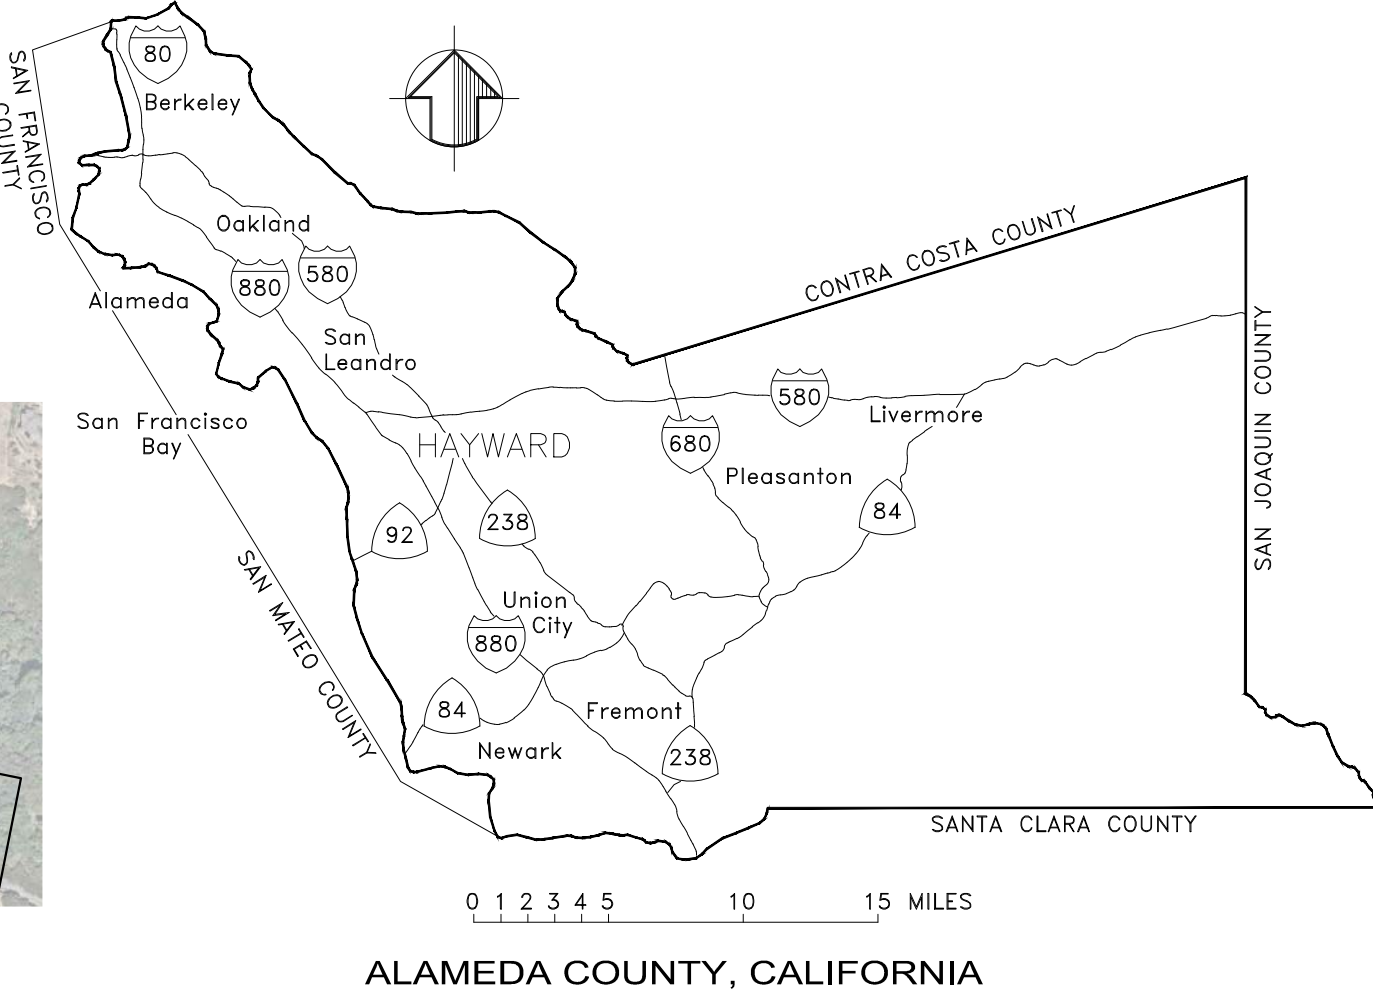 80
Berkeley
SAN FRANCISCO
COUNTY
Oakland
580
880
Alameda
San
Leandro
CONTRA COSTA COUNTY
SAN JOAQUIN COUNTY
San Francisco
Bay
HAYWARD
580
Livermore
680
Pleasanton
84
92
238
SAN MATEO COUNTY
Union
City
880
84
Fremont
Newark
238
SANTA CLARA COUNTY
0 1 2 3 4 5 10 15 MILES
ALAMEDA COUNTY, CALIFORNIA